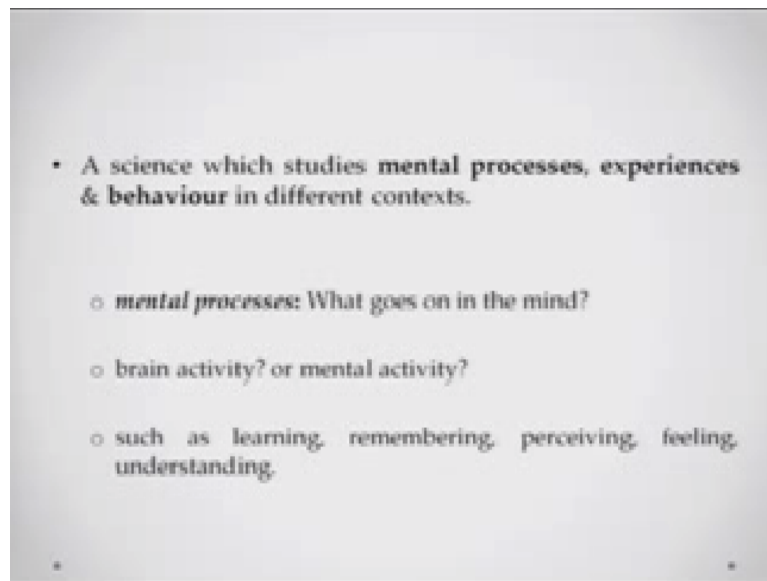 • A science which studies mental processes, experiences
& behaviour in different contexts.
o mental processes: What goes on in the mind?
o brain activity? or mental activity?
o such as learning, remembering, perceiving, feeling,
understanding.